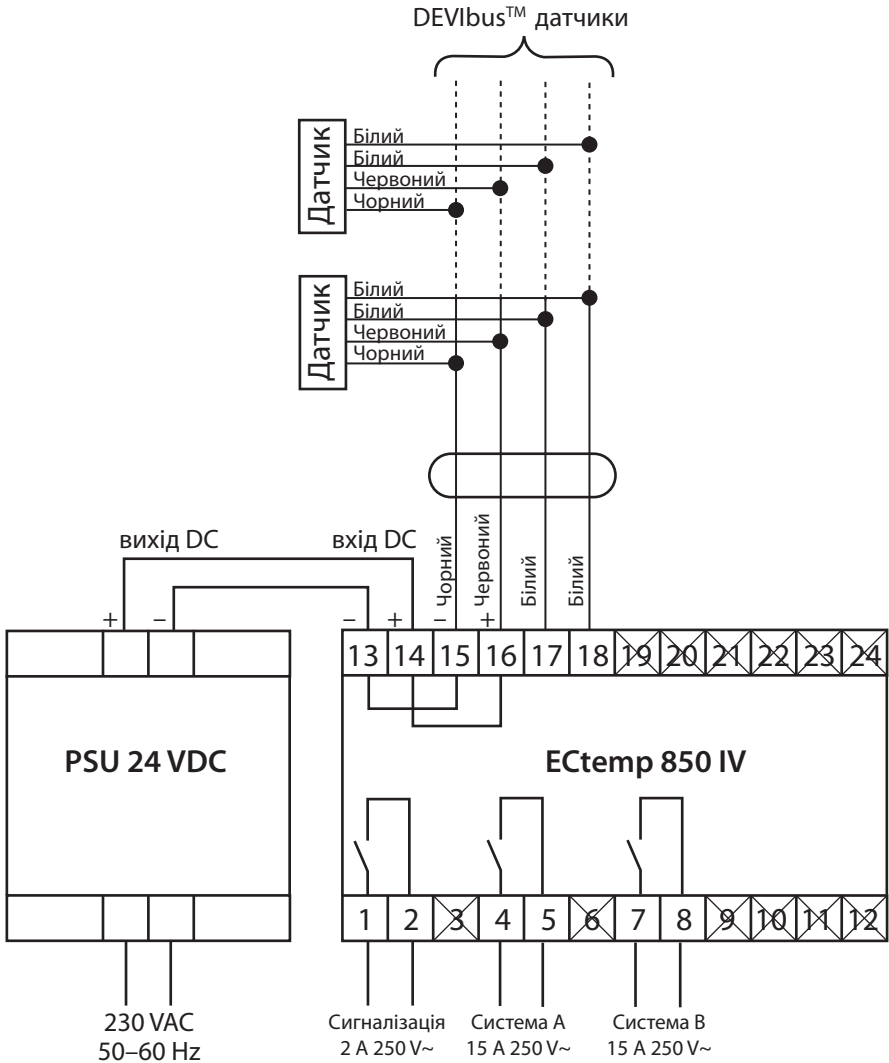 DEVIbus™ датчики
Датчик
Білий
Білий
Червоний
Чорний
Датчик
Білий
Білий
Червоний
Чорний
вихід DC вхід DC
Чорний
Червоний
Білий
Білий
+ – – + – +
13 14 15 16 17 18 19 20 21 22 23 24
PSU 24 VDC ECtemp 850 IV
1 2 3 4 5 6 7 8 9 10 11 12
230 VAC
50–60 Hz
Сигналізація
2 A 250 V~
Система A
15 A 250 V~
Система B
15 A 250 V~